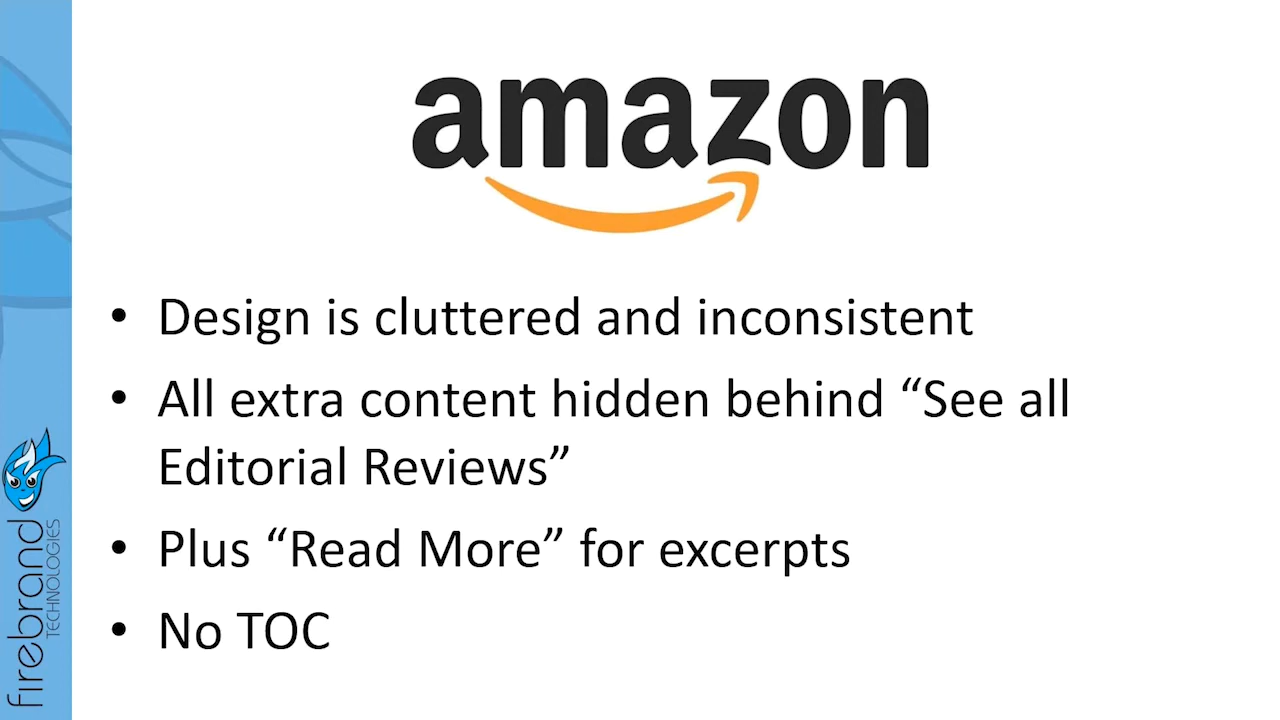 amazon
• Design is cluttered and inconsistent
• All extra content hidden behind “See all
Editorial Reviews”
• Plus “Read More” for excerpts
• No TOC
firebrand
TECHNOLOGIES